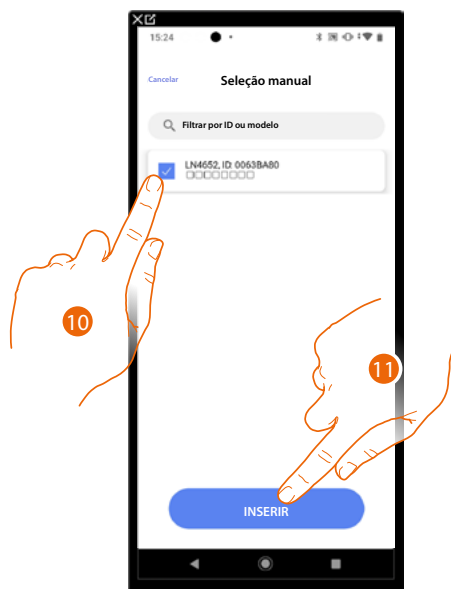 15:24
Cancelar
Seleção manual
Filtrar por ID ou modelo
LN4652, ID: 0063BA80
□□□□□□□□
10
11
INSERIR